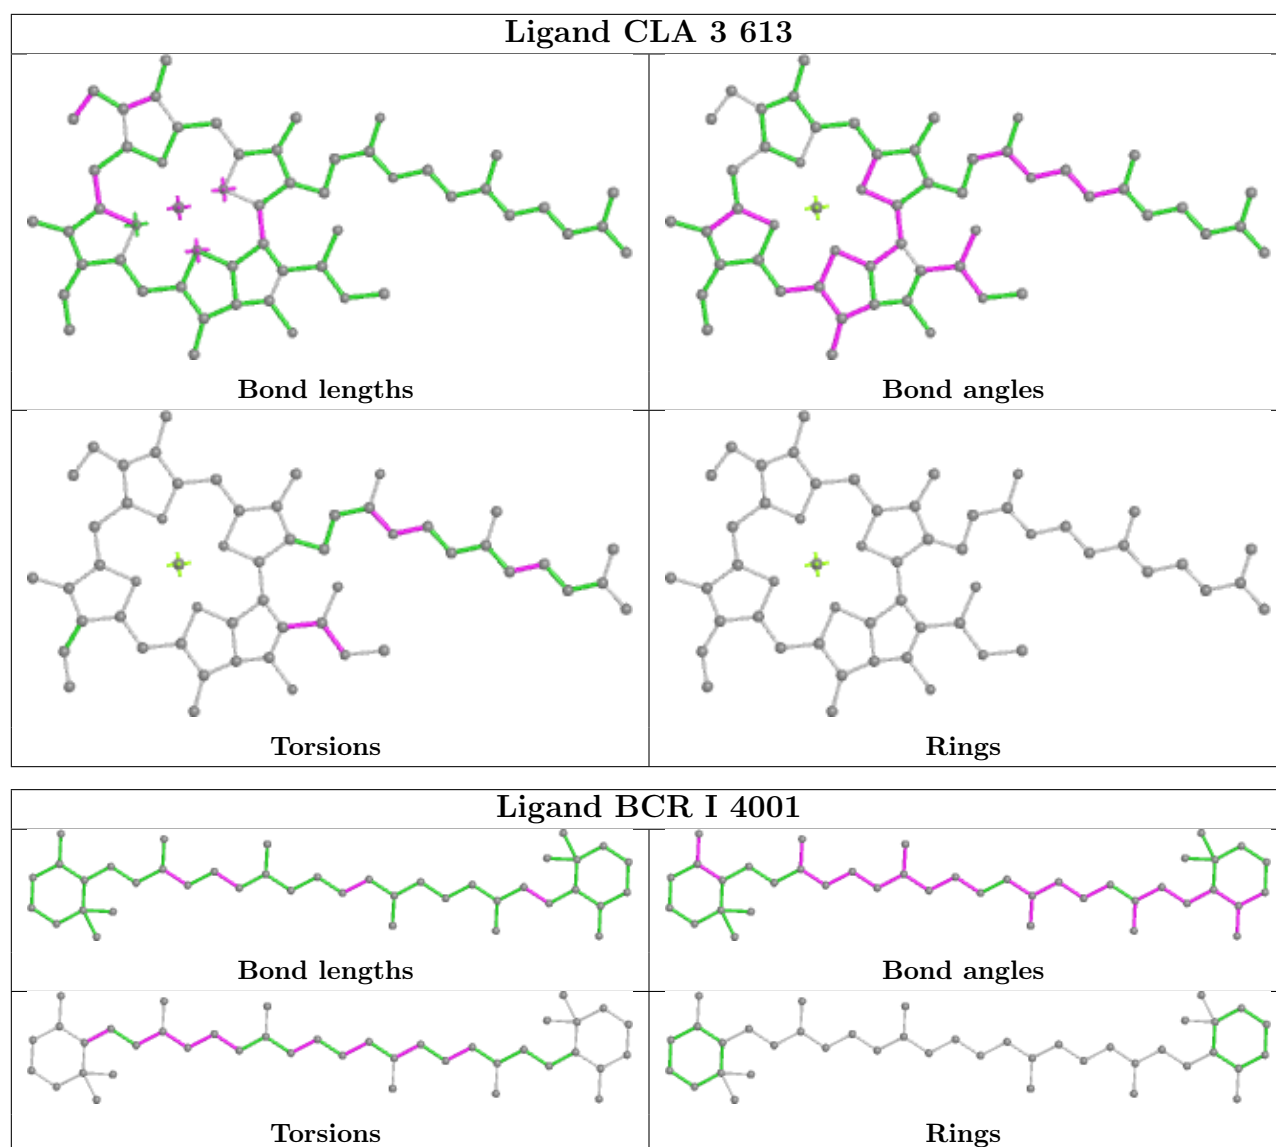 Ligand CLA 3 613
Bond lengths
Bond angles
Torsions
Rings
Ligand BCR I 4001
Bond lengths
Bond angles
Torsions
Rings